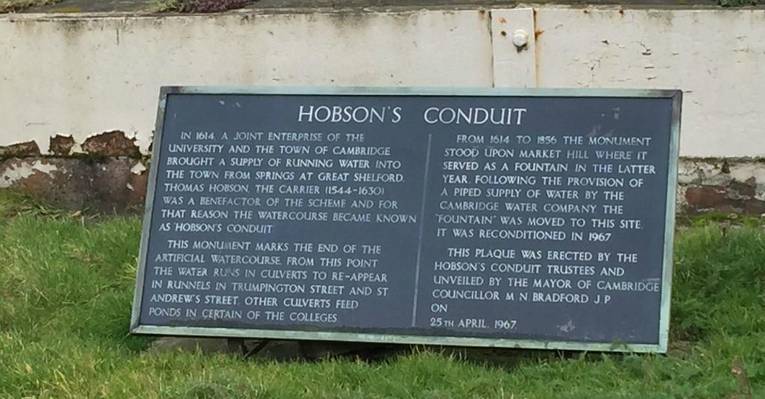 HOBSON'S CONDUIT
IN 1614, A JOINT ENTERPRISE OF THE
UNIVERSITY AND THE TOWN OF CAMBRIDGE
BROUGHT A SUPPLY OF RUNNING WATER INTO
THE TOWN FROM SPRINGS AT GREAT SHELFORD.
THOMAS HOBSON, THE CARRIER (1544-1630)
WAS A BENEFACTOR OF THE SCHEME AND FOR
THAT REASON THE WATERCOURSE BECAME KNOWN
AS HOBSON'S CONDUIT
THIS MONUMENT MARKS THE END OF THE
ARTIFICIAL WATERCOURSE. FROM THIS POINT
THE WATER RUNS IN CULVERTS TO RE-APPEAR
IN RUNNELS IN TRUMPINGTON STREET AND ST
ANDREW'S STREET. OTHER CULVERTS FEED
PONDS IN CERTAIN OF THE COLLEGES.
FROM 1614 TO 1856 THE MONUMENT
STOOD UPON MARKET HILL WHERE IT
SERVED AS A FOUNTAIN. IN THE LATTER
YEAR, FOLLOWING THE PROVISION OF
A PIPED SUPPLY OF WATER BY THE
CAMBRIDGE WATER COMPANY THE
"FOUNTAIN" WAS MOVED TO THIS SITE.
IT WAS RECONDITIONED IN 1967
THIS PLAQUE WAS ERECTED BY THE
HOBSON'S CONDUIT TRUSTEES AND
UNVEILED BY THE MAYOR OF CAMBRIDGE
COUNCILLOR M N BRADFORD J P
ON
25TH APRIL, 1967